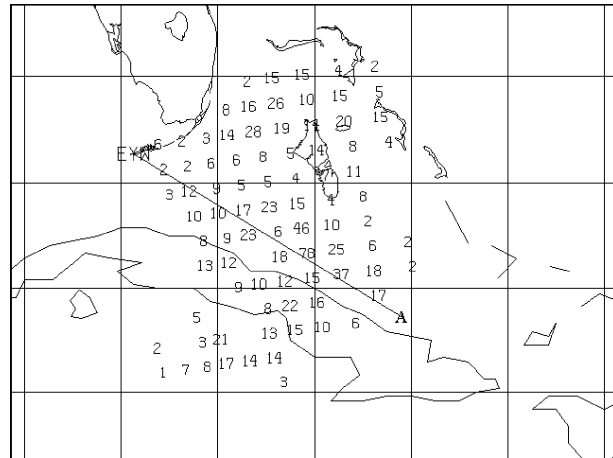 2 15 15 4 2
8 16 26 10 15 5
6 2 3 14 28 19 14 20 15
EYW 2 2 6 6 8 5 14 8 4
3 12 9 5 5 4 4 11
10 10 17 23 15 4 8
8 9 23 6 46 10 2
13 12 18 78 25 6 2
9 10 12 15 37 18 2
8 22 16 17
A
5 13 15 10 6
2 3 21
1 7 8 17 14 14
3